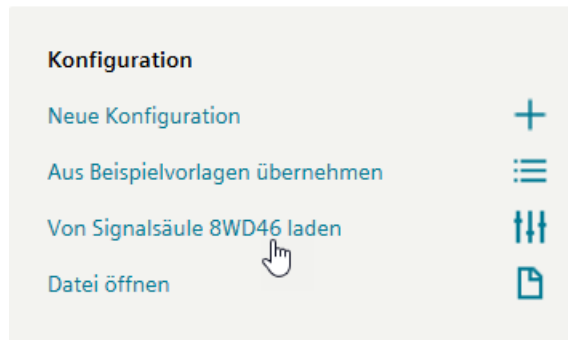 Konfiguration
Neue Konfiguration
Aus Beispielvorlagen übernehmen
Von Signalsäule 8WD46 laden
Datei öffnen